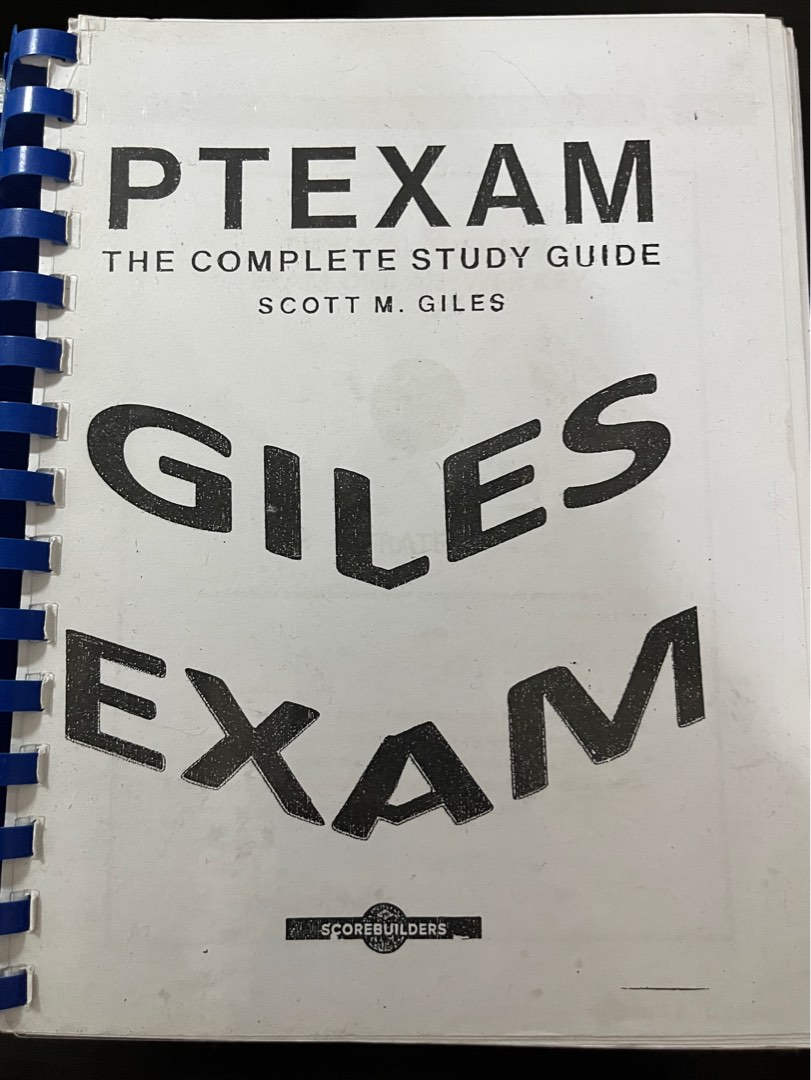 PTEXAM
THE COMPLETE STUDY GUIDE
SCOTT M. GILES
GILES
EXAM
SCOREBUILDERS